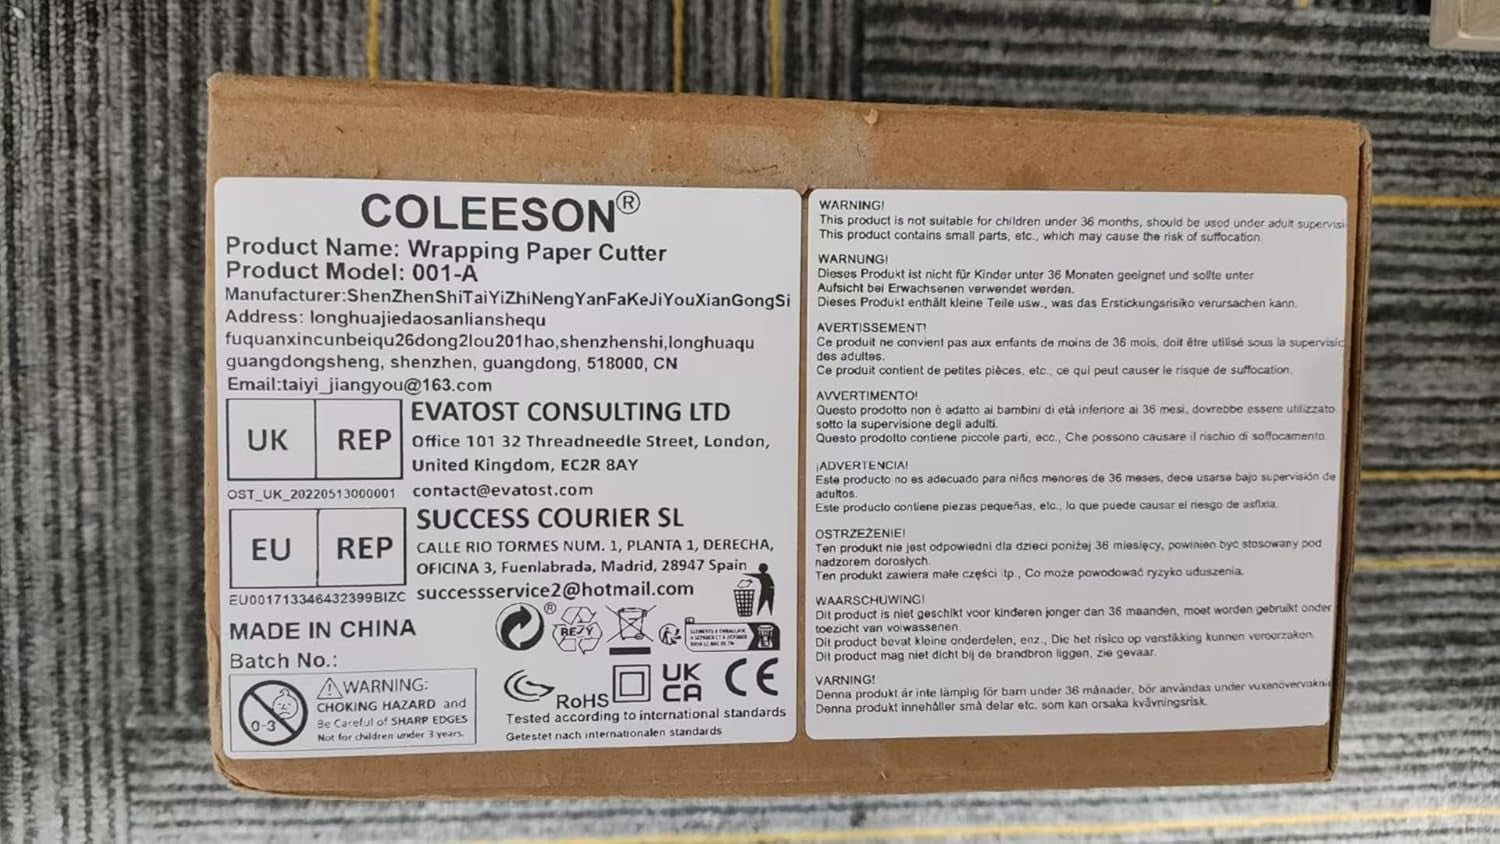 COLEESON®
Product Name: Wrapping Paper Cutter
Product Model: 001-A
Manufacturer:ShenZhenShiTaiYiZhiNengYanFaKeJiYouXianGongSi
Address: longhuajiedaosanlianshequ
fuquanxincunbeiqu26dong2lou201hao,shenzhenshi,longhuaqu
guangdongsheng, shenzhen, guangdong, 518000, CN
Email:taiyi_jiangyou@163.com
UK REP
EVATOST CONSULTING LTD
Office 101 32 Threadneedle Street, London,
United Kingdom, EC2R 8AY
contact@evatost.com
OST_UK_20220513000001
EU REP
SUCCESS COURIER SL
CALLE RIO TORMES NUM. 1, PLANTA 1, DERECHA,
OFICINA 3, Fuenlabrada, Madrid, 28947 Spain
successservice2@hotmail.com
EU001713346432399BIZC
MADE IN CHINA
Batch No.:
®
0-3
WARNING:
CHOKING HAZARD and
Be Careful of SHARP EDGES
Not for children under 3 years.
RoHS
UK
CA
CE
Tested according to international standards
Getestet nach internationalen standards
WARNING!
This product is not suitable for children under 36 months, should be used under adult supervisi
This product contains small parts, etc., which may cause the risk of suffocation.
WARNUNG!
Dieses Produkt ist nicht für Kinder unter 36 Monaten geeignet und sollte unter
Aufsicht bei Erwachsenen verwendet werden.
Dieses Produkt enthält kleine Teile usw., was das Erstickungsrisiko verursachen kann.
AVERTISSEMENT!
Ce produit ne convient pas aux enfants de moins de 36 mois, doit être utilisé sous la supervisic
des adultes.
Ce produit contient de petites pièces, etc., ce qui peut causer le risque de suffocation.
AVVERTIMENTO!
Questo prodotto non è adatto ai bambini di età inferiore ai 36 mesi, dovrebbe essere utilizzato
sotto la supervisione degli adulti.
Questo prodotto contiene piccole parti, ecc., Che possono causare il rischio di soffocamento
¡ADVERTENCIA!
Este producto no es adecuado para niños menores de 36 meses, debe usarse bajo supervisión de
adultos.
Este producto contiene piezas pequeñas, etc., lo que puede causar el riesgo de asfixia.
OSTRZEŻENIE!
Ten produkt nie jest odpowiedni dla dzieci poniżej 36 miesięcy, powinien być stosowany pod
nadzorem dorosłych.
Ten produkt zawiera małe części itp., Co może powodować ryzyko uduszenia.
WAARSCHUWING!
Dit product is niet geschikt voor kinderen jonger dan 36 maanden, moet worden gebruikt onder
toezicht van volwassenen.
Dit product bevat kleine onderdelen, enz., Die het risico op verstikking kunnen veroorzaken.
Dit product mag niet dicht bij de brandbron liggen, zie gevaar.
VARNING!
Denna produkt är inte lämplig för barn under 36 månader, bör användas under vuxenövervakni
Denna produkt innehåller små delar etc. som kan orsaka kvävningsrisk.